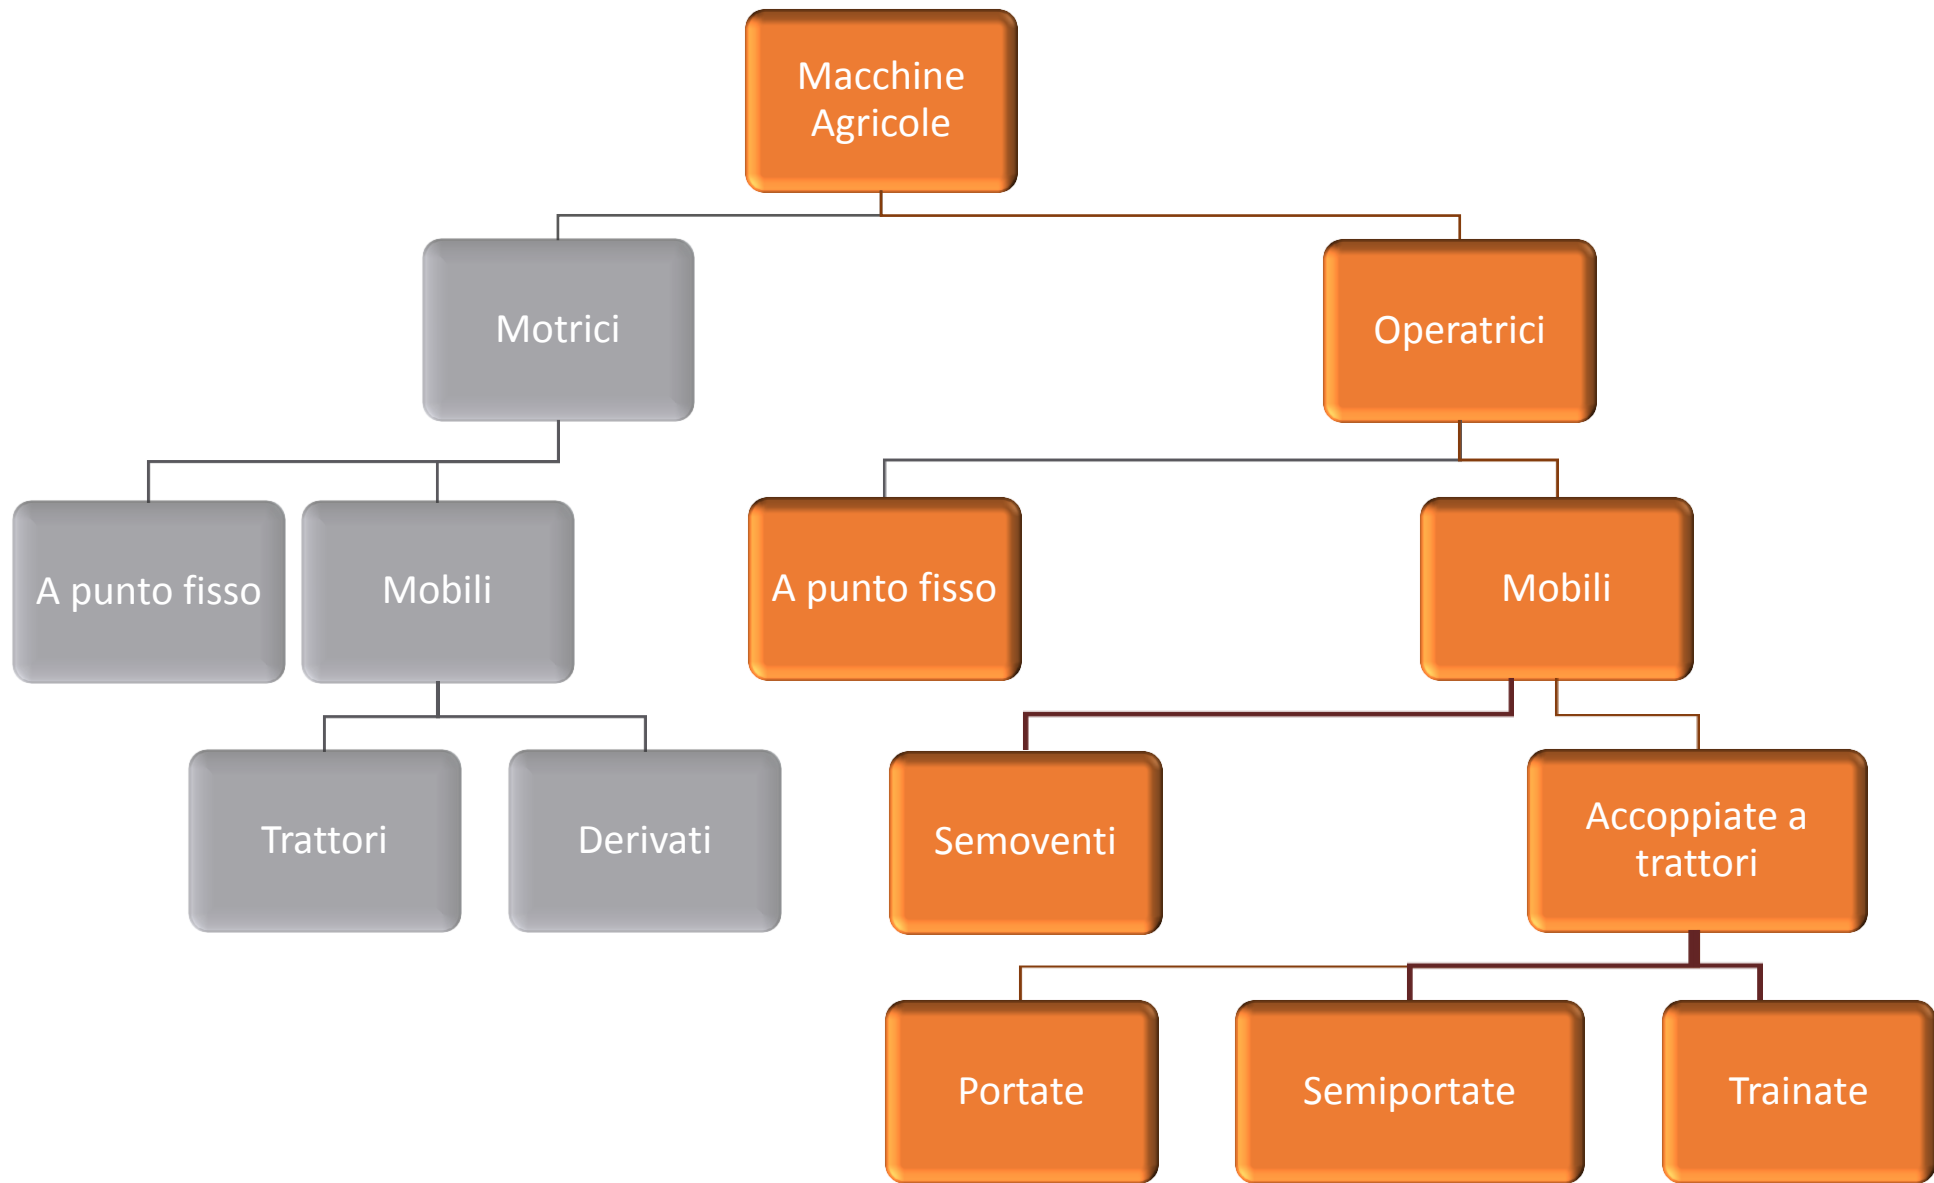 Macchine
Agricole
Motrici
Operatrici
A punto fisso
Mobili
A punto fisso
Mobili
Trattori
Derivati
Semoventi
Accoppiate a
trattori
Portate
Semiportate
Trainate